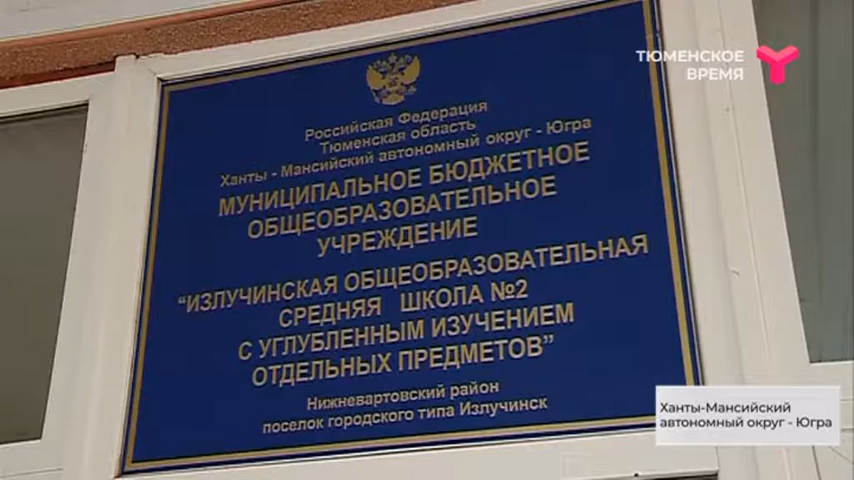 ТЮМЕНСКОЕ
ВРЕМЯ
Российская Федерация
Тюменская область
Ханты - Мансийский автономный округ - Югра
МУНИЦИПАЛЬНОЕ БЮДЖЕТНОЕ
ОБЩЕОБРАЗОВАТЕЛЬНОЕ
УЧРЕЖДЕНИЕ
“ИЗЛУЧИНСКАЯ ОБЩЕОБРАЗОВАТЕЛЬНАЯ
СРЕДНЯЯ ШКОЛА №2
С УГЛУБЛЕННЫМ ИЗУЧЕНИЕМ
ОТДЕЛЬНЫХ ПРЕДМЕТОВ”
Нижневартовский район
поселок городского типа Излучинск
Ханты-Мансийский
автономный округ - Югра